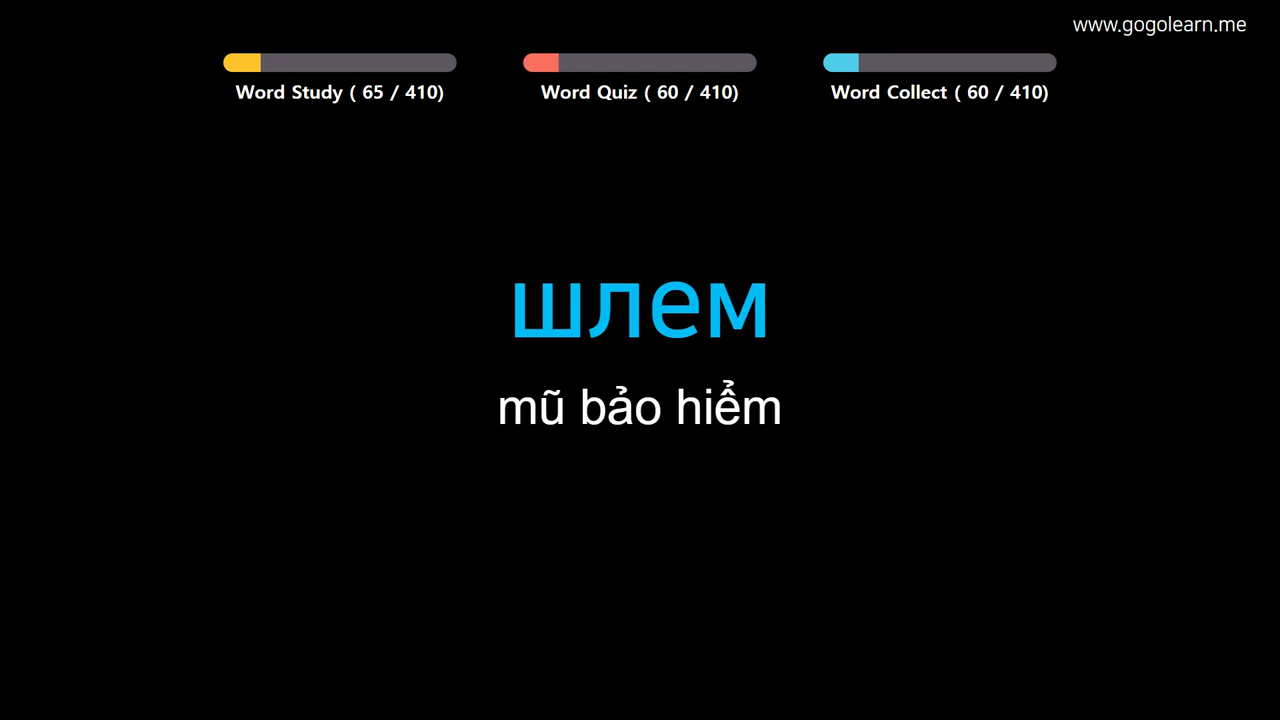 www.gogolearn.me
Word Study ( 65 / 410)
Word Quiz ( 60 / 410)
Word Collect ( 60 / 410)
шлем
mũ bảo hiểm